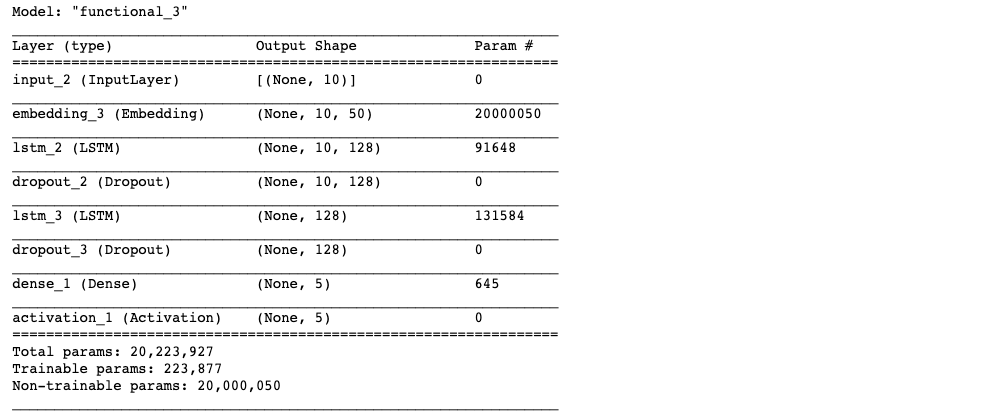 Model: "functional_3"
Layer (type) Output Shape Param #
input_2 (InputLayer) [(None, 10)] 0
embedding_3 (Embedding) (None, 10, 50) 20000050
lstm_2 (LSTM) (None, 10, 128) 91648
dropout_2 (Dropout) (None, 10, 128) 0
lstm_3 (LSTM) (None, 128) 131584
dropout_3 (Dropout) (None, 128) 0
dense_1 (Dense) (None, 5) 645
activation_1 (Activation) (None, 5) 0
Total params: 20,223,927
Trainable params: 223,877
Non-trainable params: 20,000,050